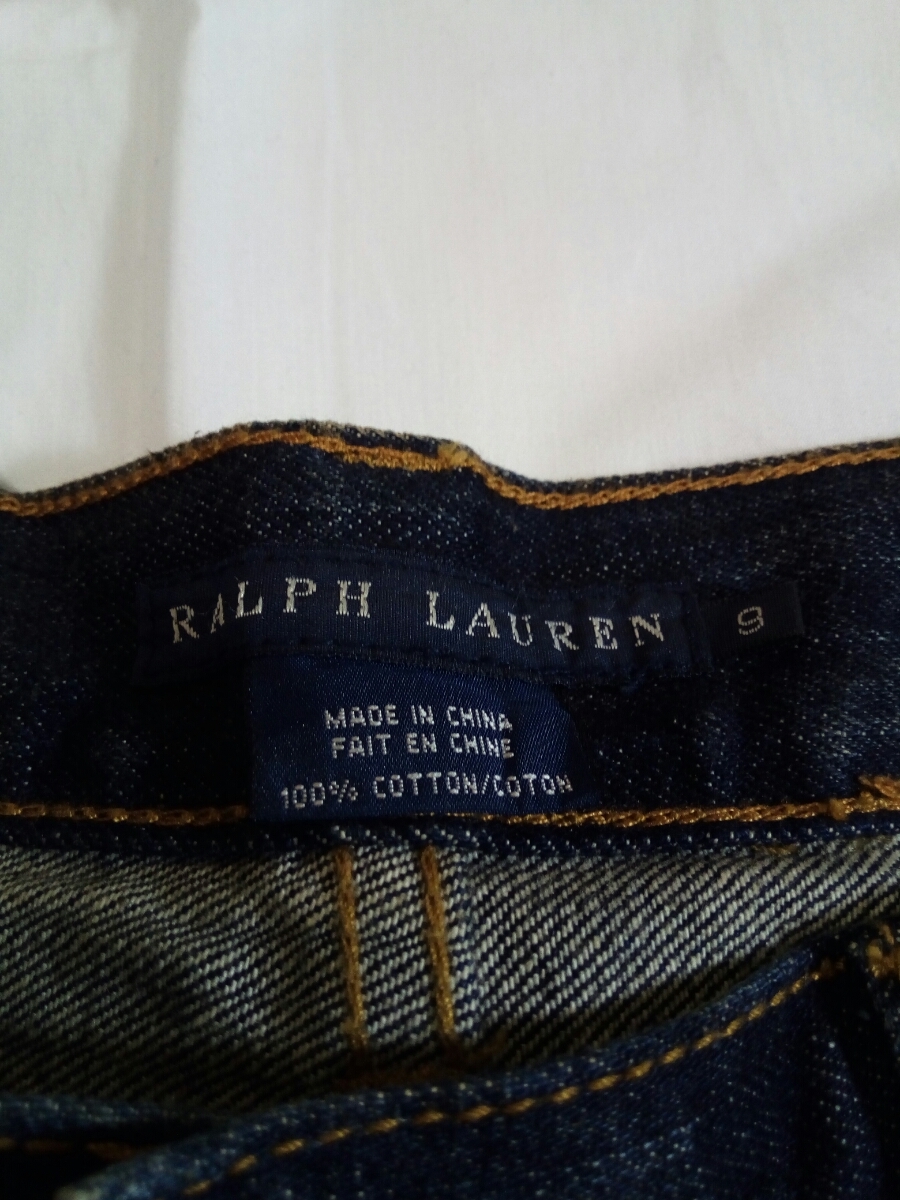 RALPH LAUREN 9
MADE IN CHINA
FAIT EN CHINE
100% COTTON/COTON